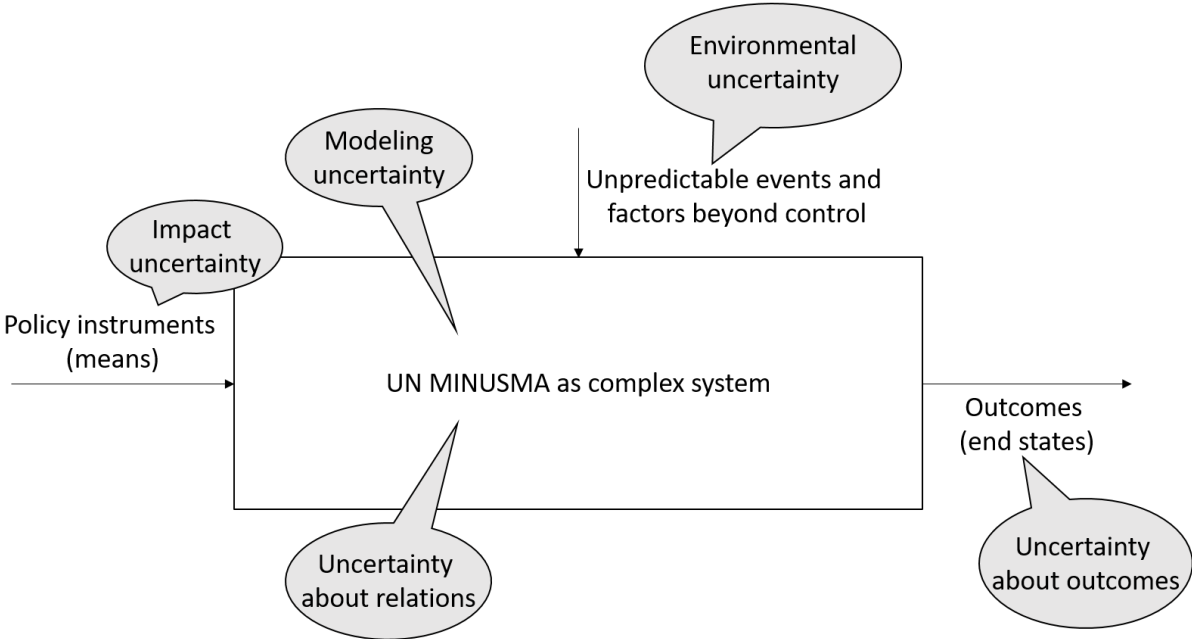 Environmental
uncertainty
Modeling
uncertainty
Unpredictable events and
factors beyond control
Impact
uncertainty
Policy instruments
(means)
UN MINUSMA as complex system
Outcomes
(end states)
Uncertainty
about relations
Uncertainty
about outcomes